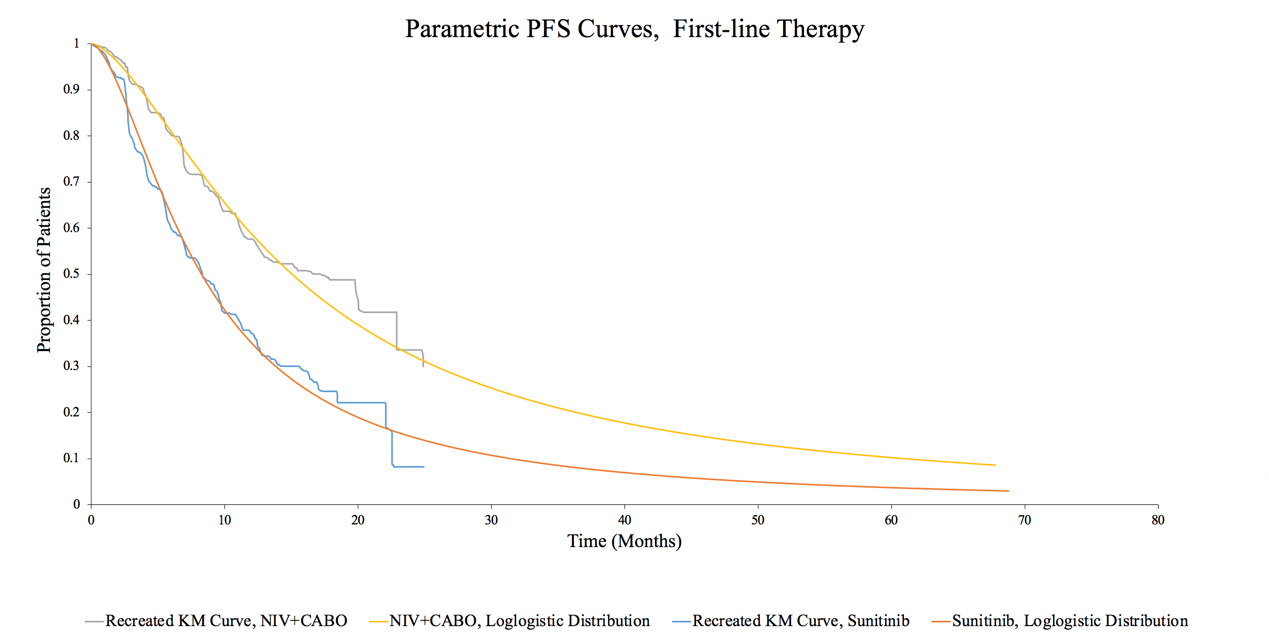 Parametric PFS Curves,  First-line Therapy
Proportion of Patients
1
0.9
0.8
0.7
0.6
0.5
0.4
0.3
0.2
0.1
0
0 10 20 30 40 50 60 70 80
Time (Months)
Recreated KM Curve, NIV+CABO NIV+CABO, Loglogistic Distribution Recreated KM Curve, Sunitinib Sunitinib, Loglogistic Distribution